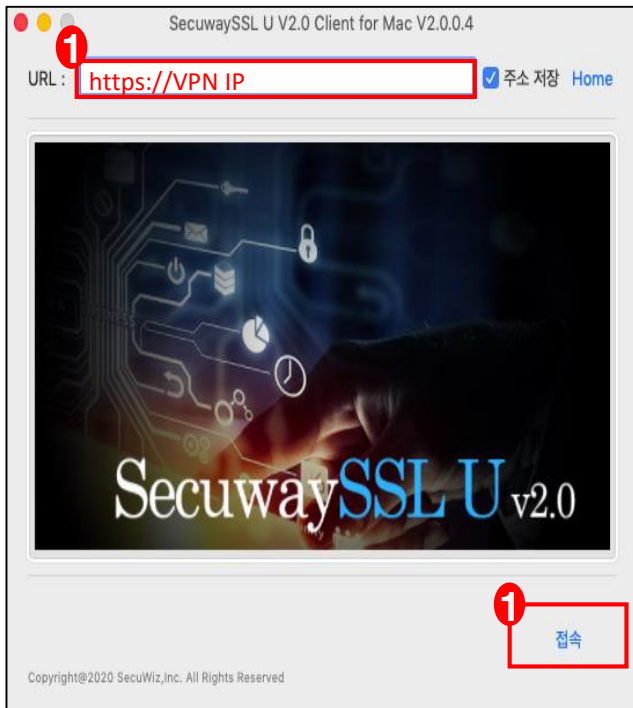 SecuwaySSL U V2.0 Client for Mac V2.0.0.4
1
URL : https://VPN IP 주소 저장 Home
SecuwaySSL U v2.0
1
접속
Copyright@2020 SecuWiz,Inc. All Rights Reserved